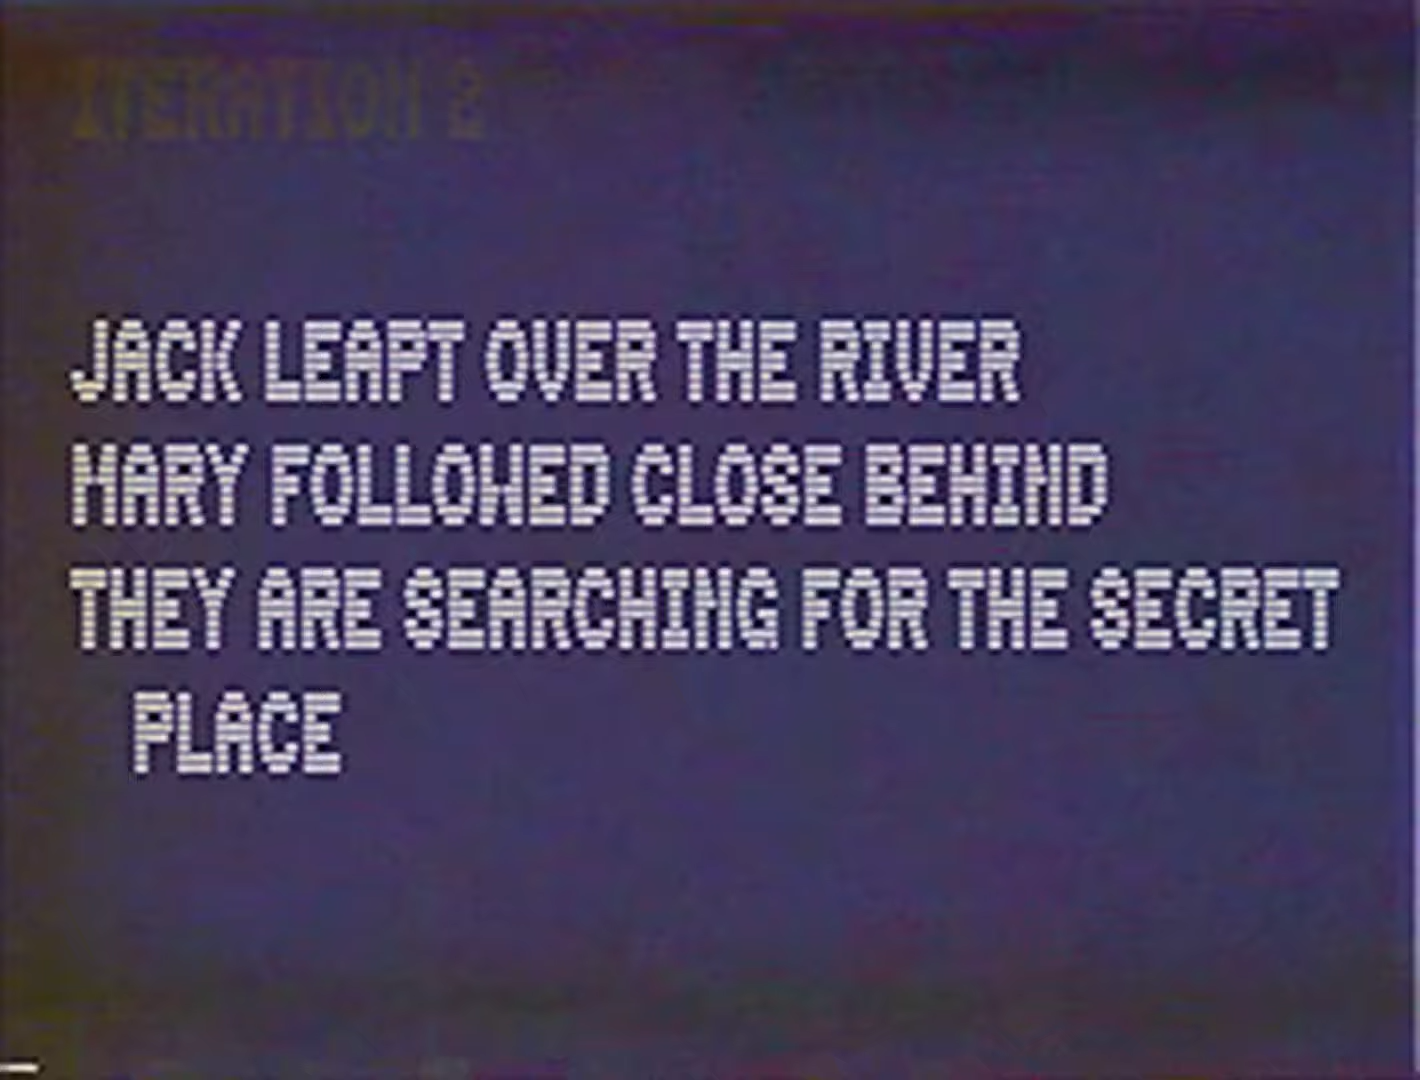 ITERATION 2
JACK LEAPT OVER THE RIVER
MARY FOLLOWED CLOSE BEHIND
THEY ARE SEARCHING FOR THE SECRET
PLACE